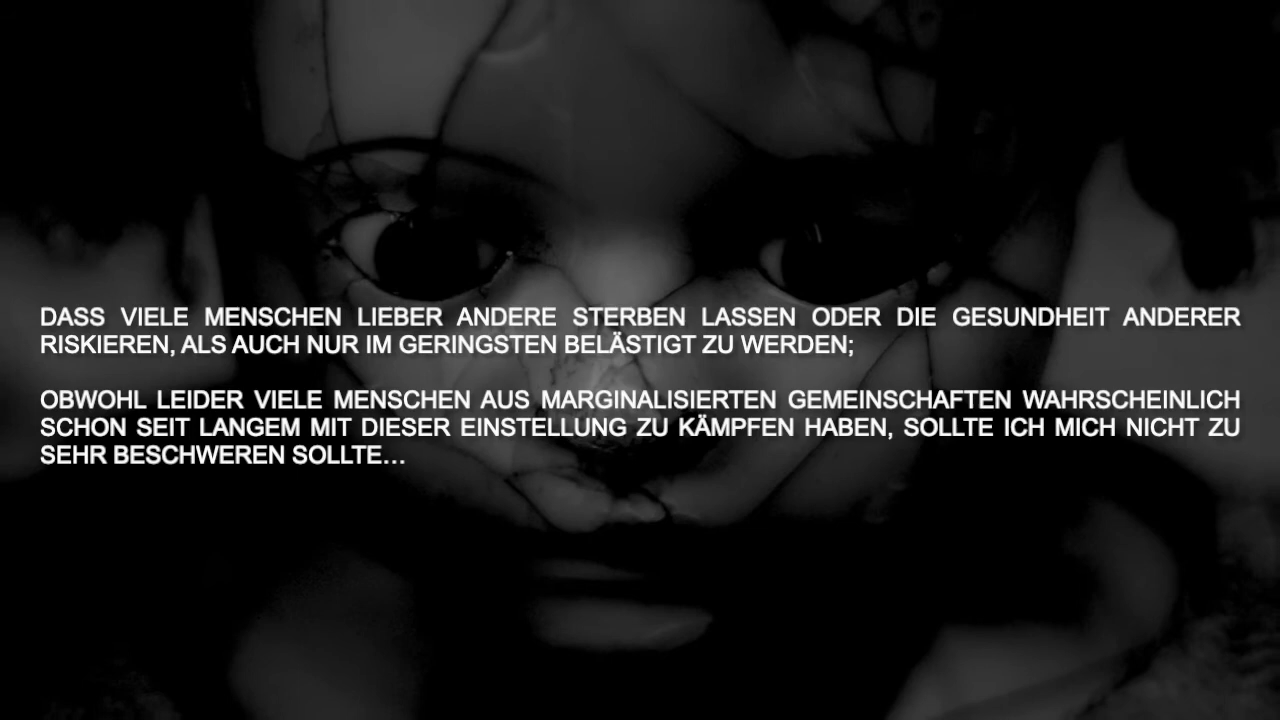 DASS VIELE MENSCHEN LIEBER ANDERE STERBEN LASSEN ODER DIE GESUNDHEIT ANDERER
RISKIEREN, ALS AUCH NUR IM GERINGSTEN BELÄSTIGT ZU WERDEN;
OBWOHL LEIDER VIELE MENSCHEN AUS MARGINALISIERTEN GEMEINSCHAFTEN WAHRSCHEINLICH
SCHON SEIT LANGEM MIT DIESER EINSTELLUNG ZU KÄMPFEN HABEN, SOLLTE ICH MICH NICHT ZU
SEHR BESCHWEREN SOLLTE…